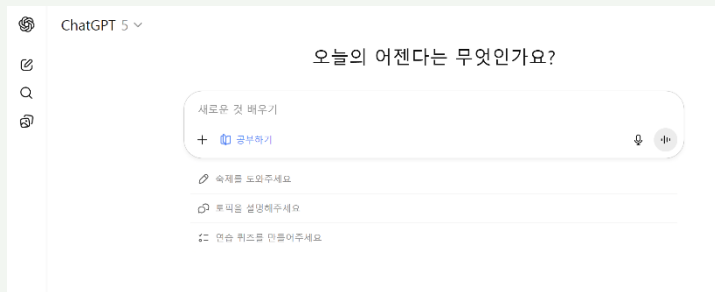 ChatGPT 5
오늘의 어젠다는 무엇인가요?
새로운 것 배우기
공부하기
숙제를 도와주세요
토픽을 설명해주세요
연습 퀴즈를 만들어주세요